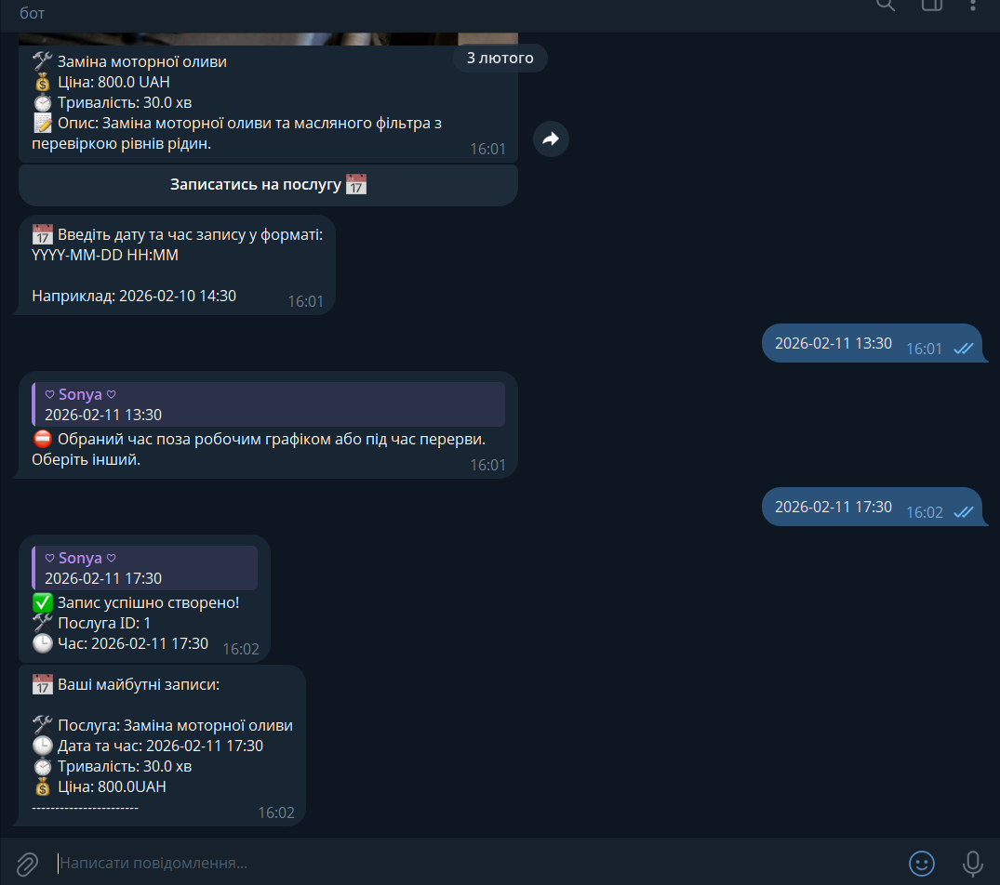 бот
3 лютого
🛠 Заміна моторної оливи
💰 Ціна: 800.0 UAH
⏱ Тривалість: 30.0 хв
📝 Опис: Заміна моторної оливи та масляного фільтра з
перевіркою рівнів рідин.
16:01
Записатись на послугу 📅
📅 Введіть дату та час запису у форматі:
YYYY-MM-DD HH:MM
Наприклад: 2026-02-10 14:30
16:01
2026-02-11 13:30
16:01
♡ Sonya ♡
2026-02-11 13:30
⛔ Обраний час поза робочим графіком або під час перерви.
Оберіть інший.
16:01
2026-02-11 17:30
16:02
♡ Sonya ♡
2026-02-11 17:30
✅ Запис успішно створено!
🛠 Послуга ID: 1
🕒 Час: 2026-02-11 17:30
16:02
📅 Ваші майбутні записи:
🛠 Послуга: Заміна моторної оливи
🕒 Дата та час: 2026-02-11 17:30
⏱ Тривалість: 30.0 хв
💰 Ціна: 800.0UAH
-----------------------
16:02
Написати повідомлення...